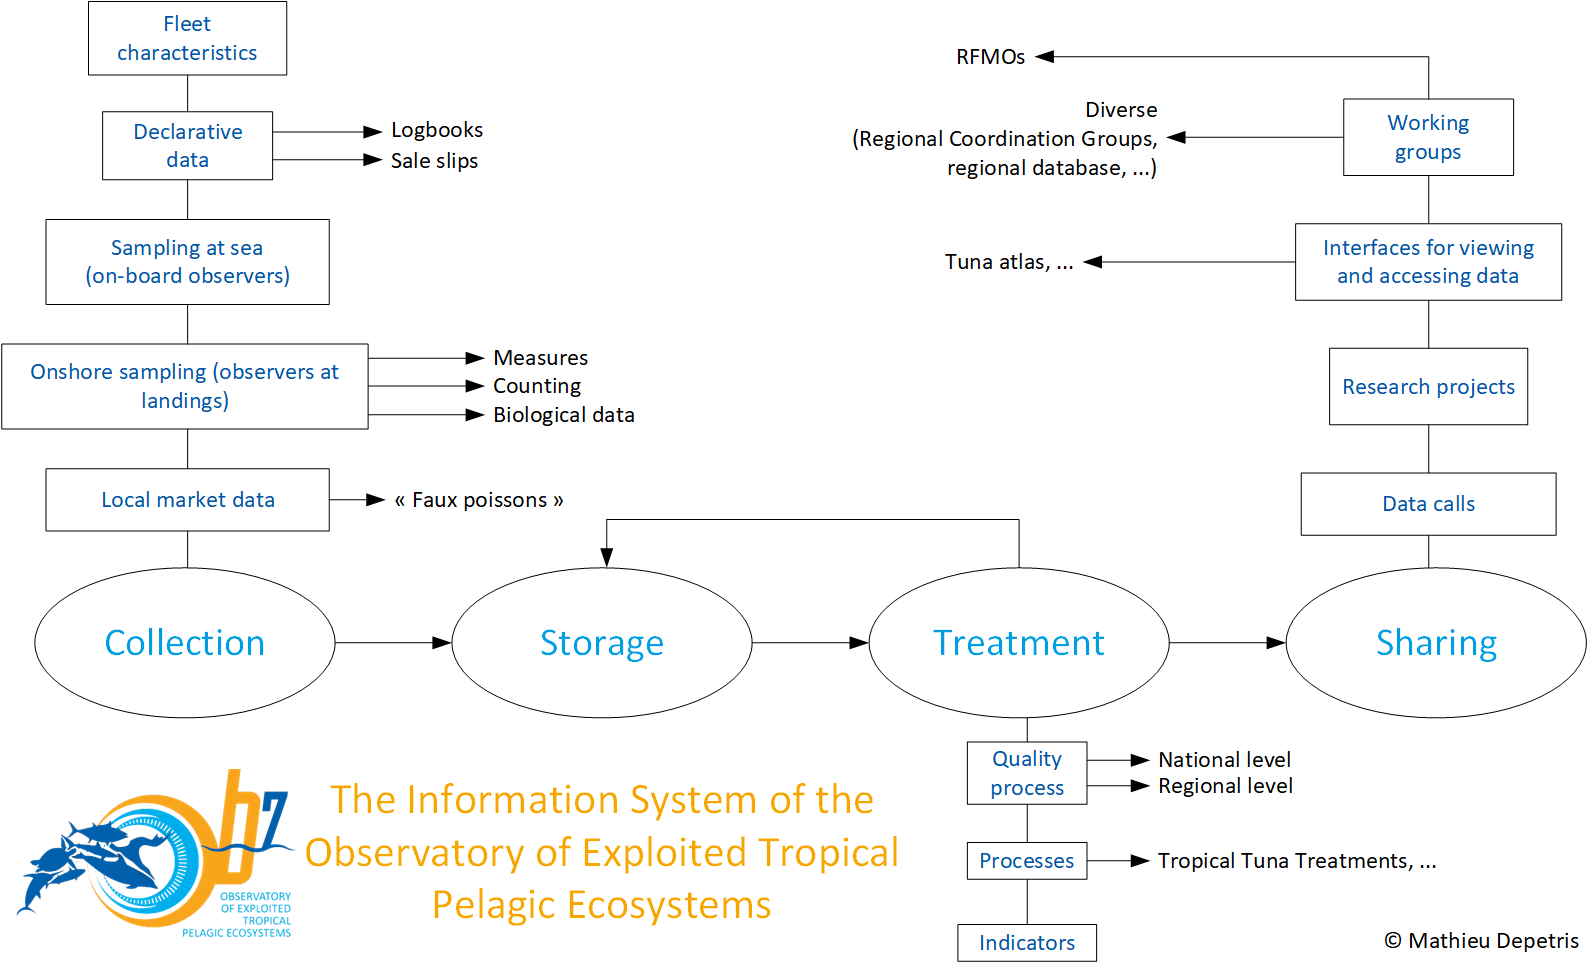 Fleet
characteristics
Declarative
data
Logbooks
Sale slips
Sampling at sea
(on-board observers)
Onshore sampling (observers at
landings)
Measures
Counting
Biological data
Local market data
« Faux poissons »
RFMOs
Working
groups
Diverse
(Regional Coordination Groups,
regional database, ...)
Interfaces for viewing
and accessing data
Tuna atlas, ...
Research projects
Data calls
Collection
Storage
Treatment
Sharing
Quality
process
National level
Regional level
Processes
Tropical Tuna Treatments, ...
Indicators
Ob7
OBSERVATORY
OF EXPLOITED
TROPICAL
PELAGIC ECOSYSTEMS
The Information System of the
Observatory of Exploited Tropical
Pelagic Ecosystems
© Mathieu Depetris